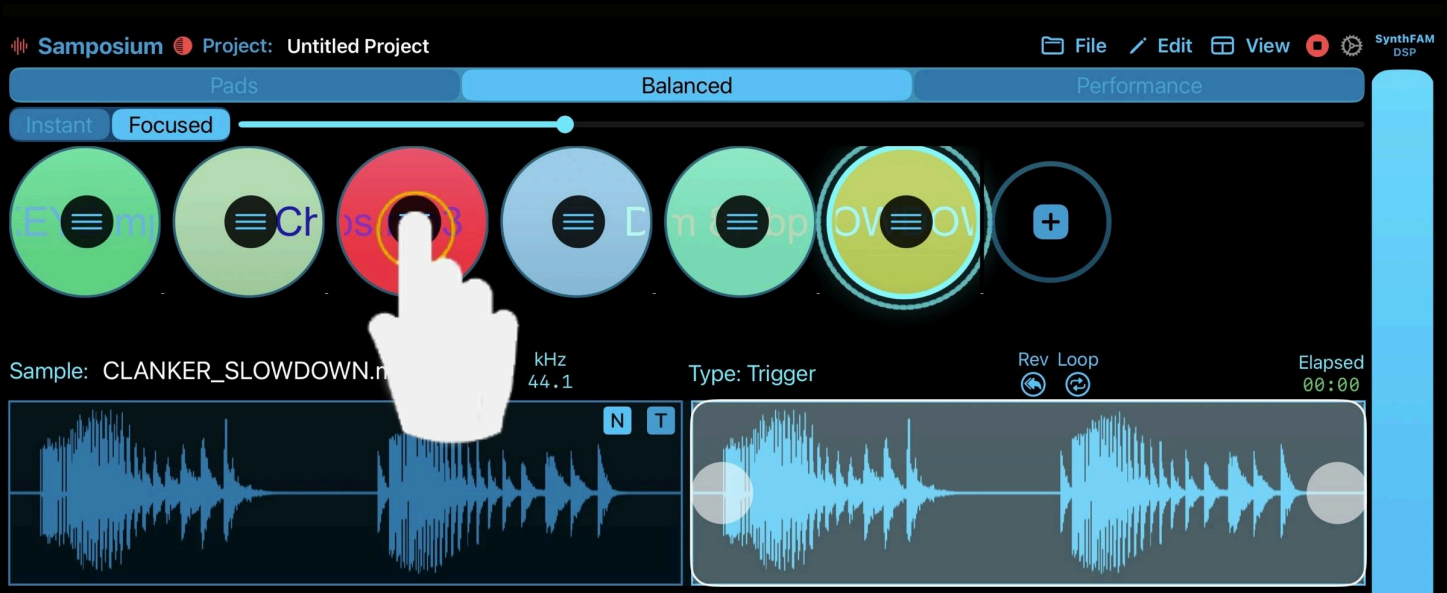 Samposium Project: Untitled Project File Edit View SynthFAM DSP
Pads Balanced Performance
Instant Focused
Sample: CLANKER_SLOWDOWN. kHz 44.1 Type: Trigger Rev Loop Elapsed 00:00
N T